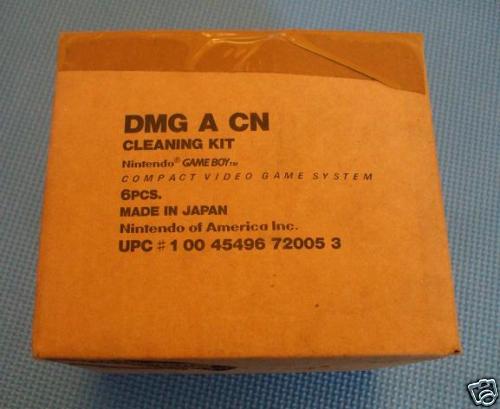 DMG A CN
CLEANING KIT
Nintendo® GAME BOY™
COMPACT VIDEO GAME SYSTEM
6PCS.
MADE IN JAPAN
Nintendo of America Inc.
UPC # 1 00 45496 72005 3